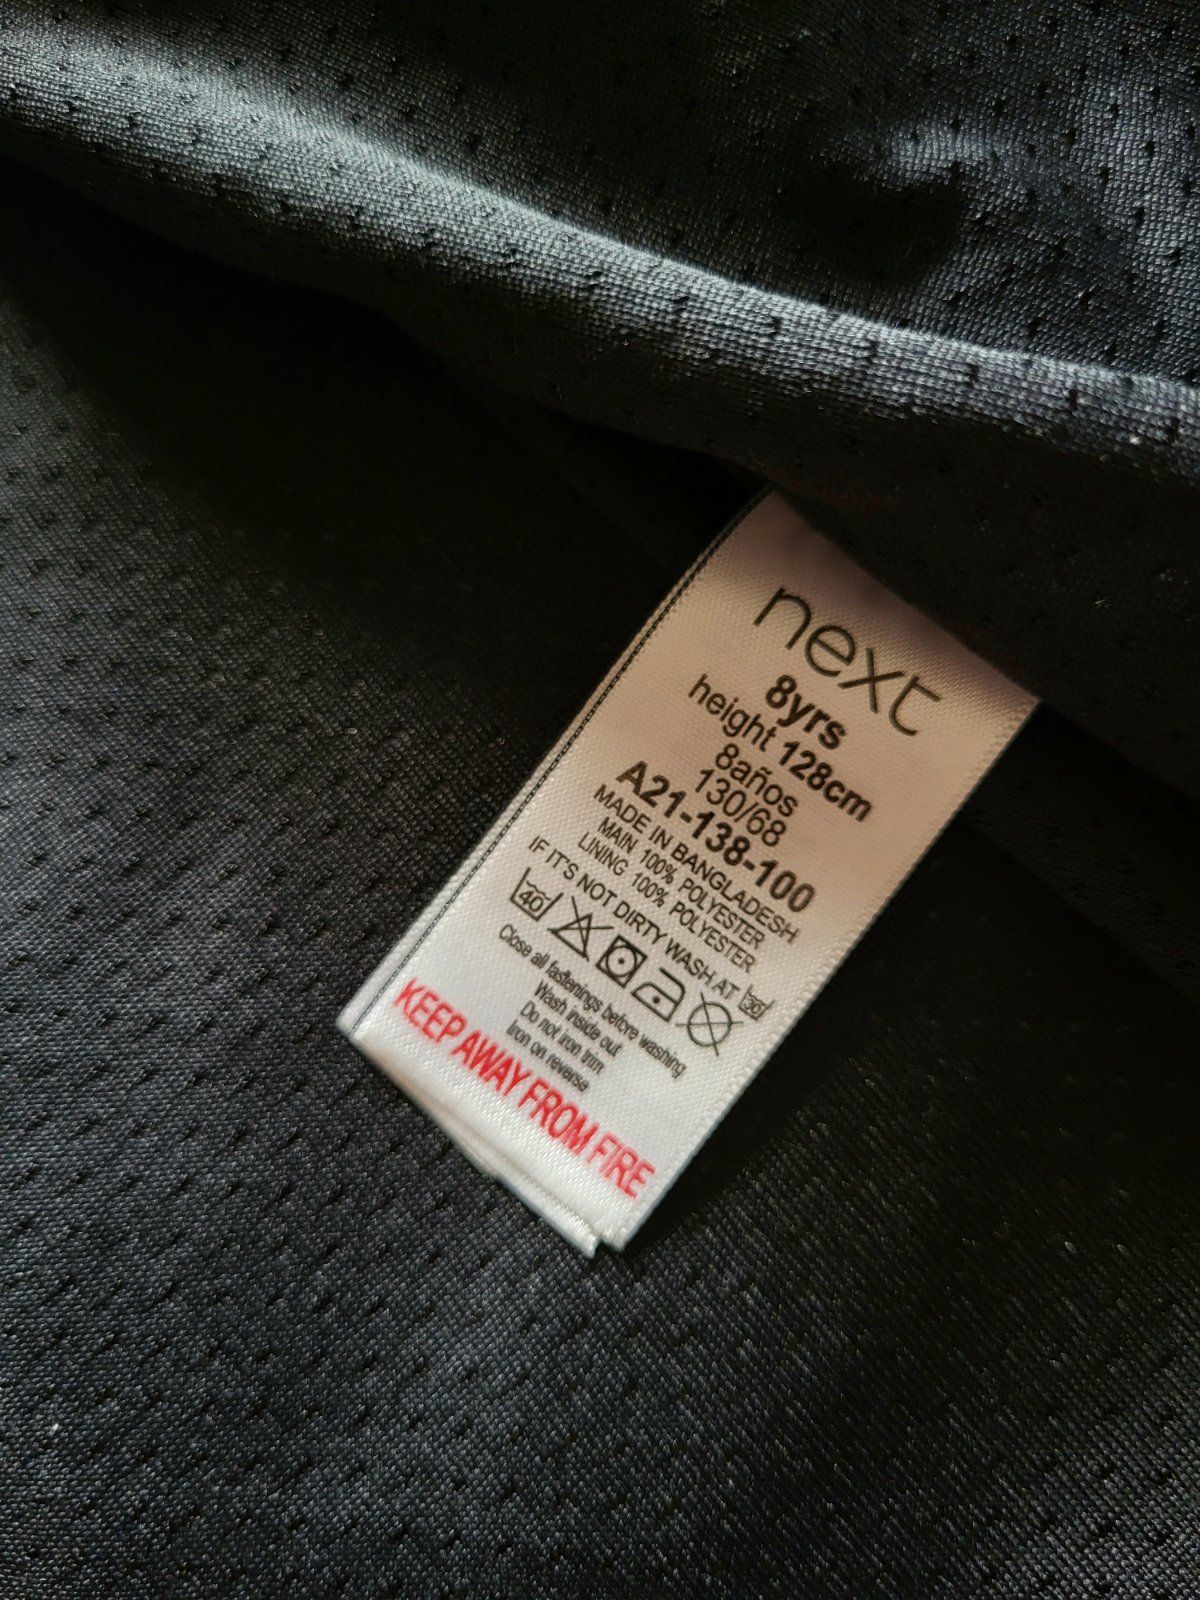 next
8yrs
height 128cm
8años
130/68
A21-138-100
MADE IN BANGLADESH
MAIN 100% POLYESTER
LINING 100% POLYESTER
IF IT'S NOT DIRTY WASH AT 30
40
Close all fastenings before washing
Wash inside out
Do not iron trim
Iron on reverse
KEEP AWAY FROM FIRE